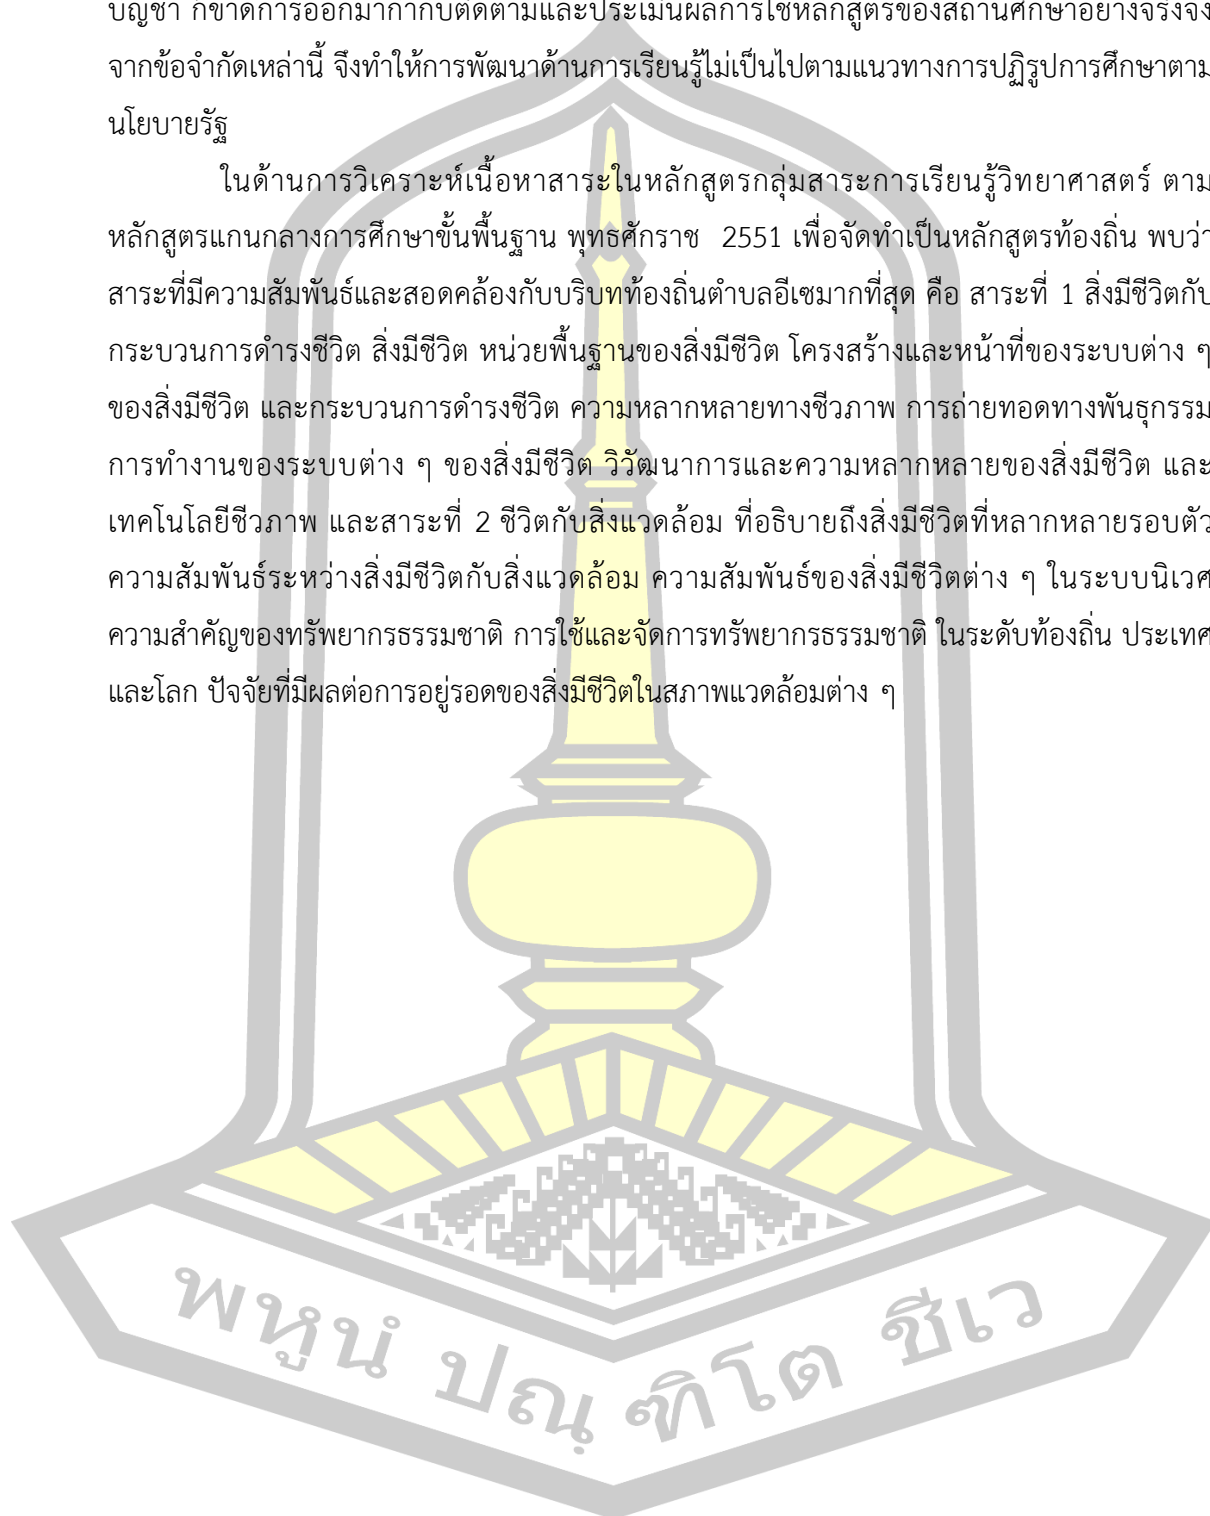 บัญชา ก็ขาดการออกมากำกับติดตามและประเมินผลการใช้หลักสูตรของสถานศึกษาอย่างจริงจัง
จากข้อจำกัดเหล่านี้ จึงทำให้การพัฒนาด้านการเรียนรู้ไม่เป็นไปตามแนวทางการปฏิรูปการศึกษาตาม
นโยบายรัฐ
ในด้านการวิเคราะห์เนื้อหาสาระในหลักสูตรกลุ่มสาระการเรียนรู้วิทยาศาสตร์ ตาม
หลักสูตรแกนกลางการศึกษาขั้นพื้นฐาน พุทธศักราช 2551 เพื่อจัดทำเป็นหลักสูตรท้องถิ่น พบว่า
สาระที่มีความสัมพันธ์และสอดคล้องกับบริบทท้องถิ่นตำบลอีเซมากที่สุด คือ สาระที่ 1 สิ่งมีชีวิตกับ
กระบวนการดำรงชีวิต สิ่งมีชีวิต หน่วยพื้นฐานของสิ่งมีชีวิต โครงสร้างและหน้าที่ของระบบต่าง ๆ
ของสิ่งมีชีวิต และกระบวนการดำรงชีวิต ความหลากหลายทางชีวภาพ การถ่ายทอดทางพันธุกรรม
การทำงานของระบบต่าง ๆ ของสิ่งมีชีวิต วิวัฒนาการและความหลากหลายของสิ่งมีชีวิต และ
เทคโนโลยีชีวภาพ และสาระที่ 2 ชีวิตกับสิ่งแวดล้อม ที่อธิบายถึงสิ่งมีชีวิตที่หลากหลายรอบตัว
ความสัมพันธ์ระหว่างสิ่งมีชีวิตกับสิ่งแวดล้อม ความสัมพันธ์ของสิ่งมีชีวิตต่าง ๆ ในระบบนิเวศ
ความสำคัญของทรัพยากรธรรมชาติ การใช้และจัดการทรัพยากรธรรมชาติ ในระดับท้องถิ่น ประเทศ
และโลก ปัจจัยที่มีผลต่อการอยู่รอดของสิ่งมีชีวิตในสภาพแวดล้อมต่าง ๆ
พหูนํ ปณฺฑิโต ชีเว